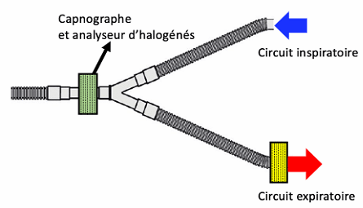 Capnographe
et analyseur d’halogénés
Circuit inspiratoire
Circuit expiratoire